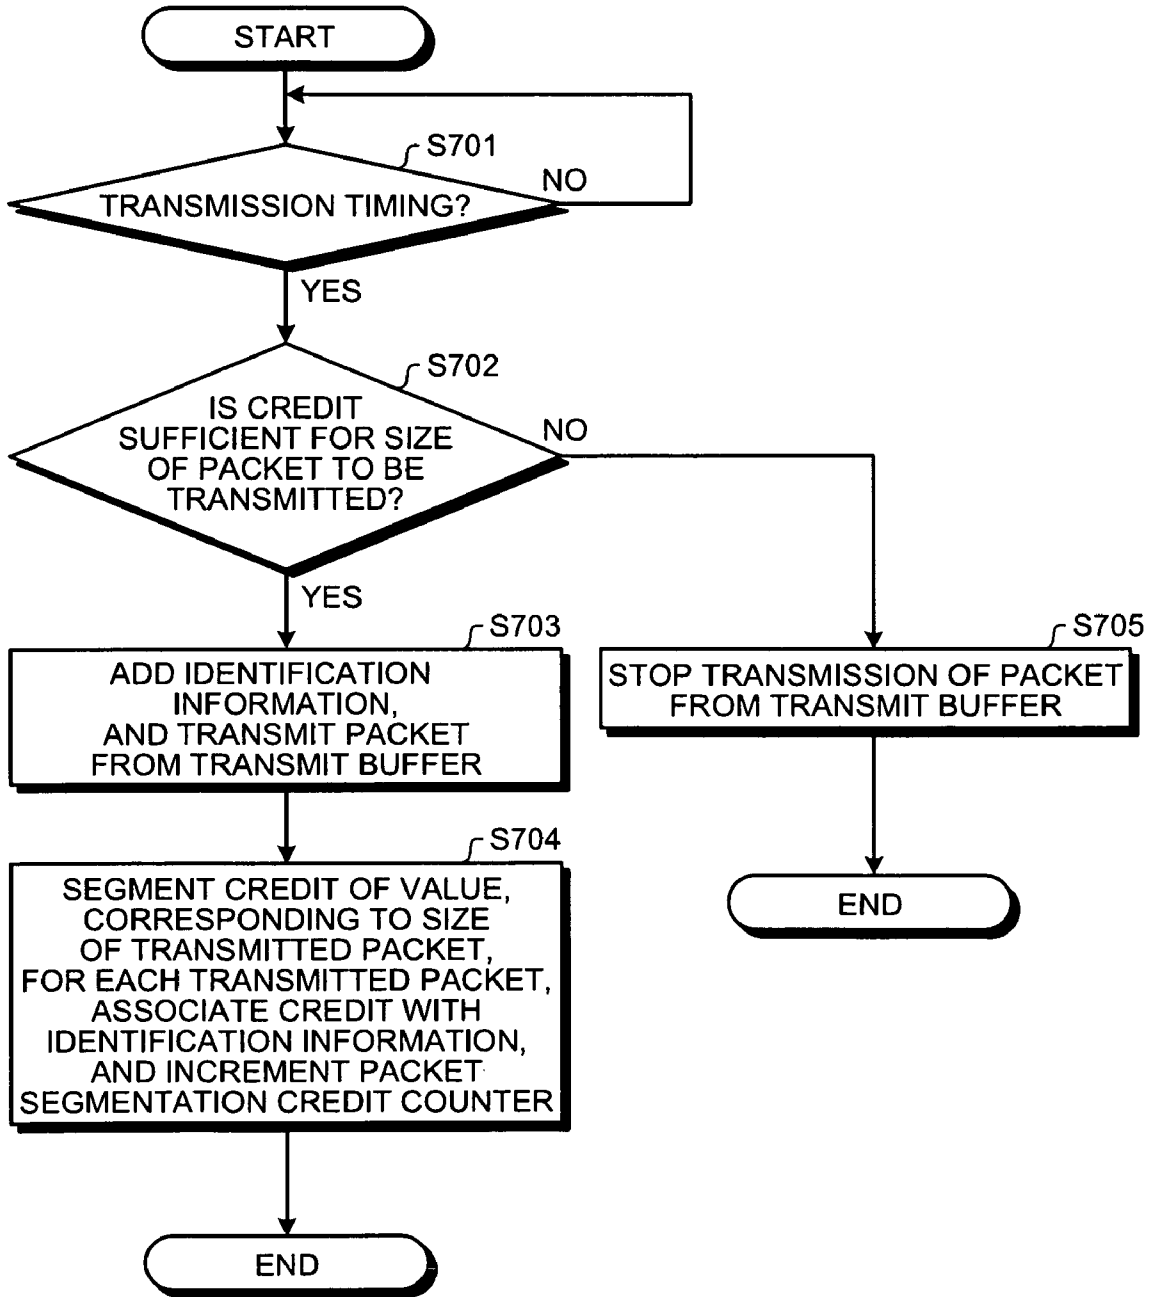 START
S701
TRANSMISSION TIMING?
NO
YES
S702
IS CREDIT
SUFFICIENT FOR SIZE
OF PACKET TO BE
TRANSMITTED?
NO
YES
S703
ADD IDENTIFICATION
INFORMATION,
AND TRANSMIT PACKET
FROM TRANSMIT BUFFER
S705
STOP TRANSMISSION OF PACKET
FROM TRANSMIT BUFFER
S704
SEGMENT CREDIT OF VALUE,
CORRESPONDING TO SIZE
OF TRANSMITTED PACKET,
FOR EACH TRANSMITTED PACKET,
ASSOCIATE CREDIT WITH
IDENTIFICATION INFORMATION,
AND INCREMENT PACKET
SEGMENTATION CREDIT COUNTER
END
END